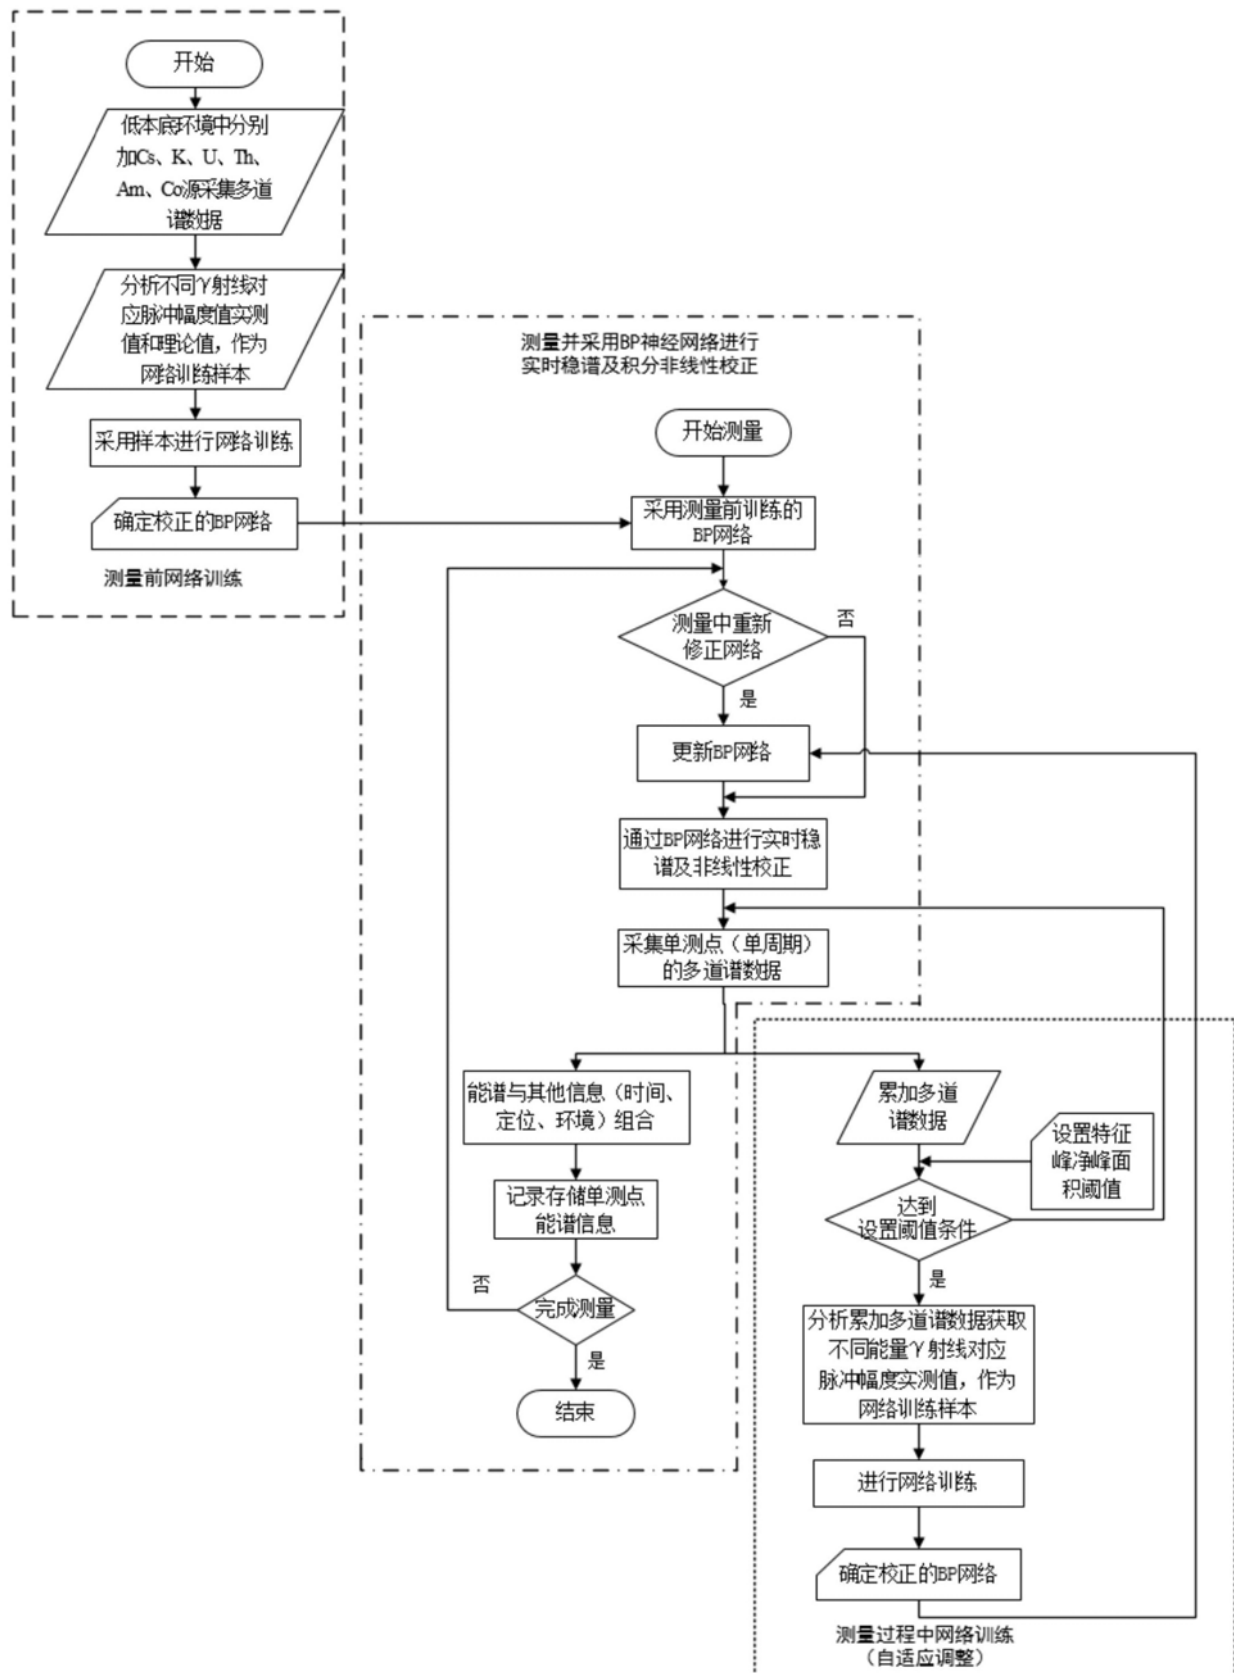 开始
低本底环境中分别
加Cs、K、U、Th、
Am、Co源采集多道
谱数据
分析不同γ射线对
应脉冲幅度值实测
值和理论值，作为
网络训练样本
采用样本进行网络训练
确定校正的BP网络
测量前网络训练
测量并采用BP神经网络进行
实时稳谱及积分非线性校正
开始测量
采用测量前训练的
BP网络
测量中重新
修正网络
否
是
更新BP网络
通过BP网络进行实时稳
谱及非线性校正
采集单测点（单周期）
的多道谱数据
能谱与其他信息（时间、
定位、环境）组合
记录存储单测点
能谱信息
否
完成测量
是
结束
累加多道
谱数据
设置特征
峰净峰面
积阈值
达到
设置阈值条件
是
分析累加多道谱数据获取
不同能量γ射线对应
脉冲幅度实测值，作为
网络训练样本
进行网络训练
确定校正的BP网络
测量过程中网络训练
（自适应调整）